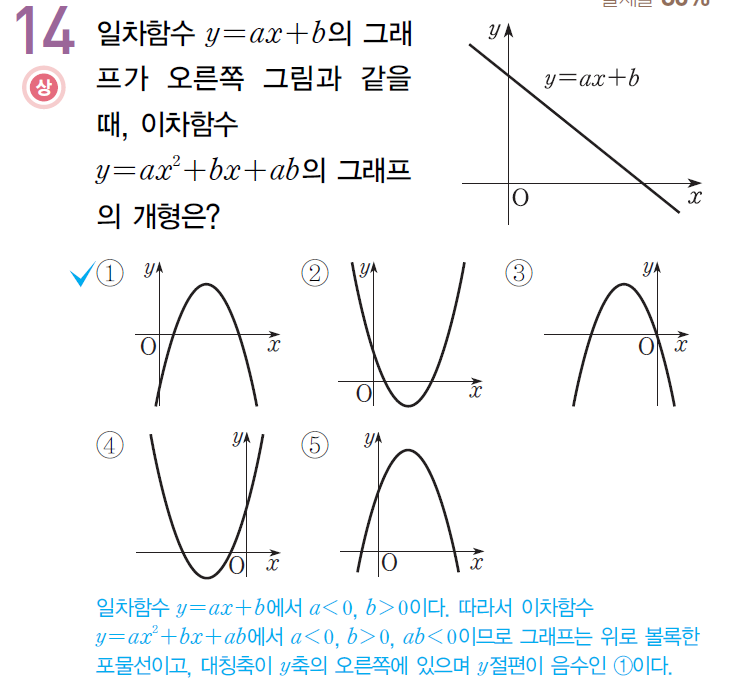 14
상
일차함수 y=ax+b의 그래
프가 오른쪽 그림과 같을
때, 이차함수
y=ax²+bx+ab의 그래프
의 개형은?
y
y=ax+b
O
x
① y O x
② y O x
③ y O x
④ y O x
⑤ y O x
일차함수 y=ax+b에서 a<0, b>0이다. 따라서 이차함수
y=ax²+bx+ab에서 a<0, b>0, ab<0이므로 그래프는 위로 볼록한
포물선이고, 대칭축이 y축의 오른쪽에 있으며 y절편이 음수인 ①이다.